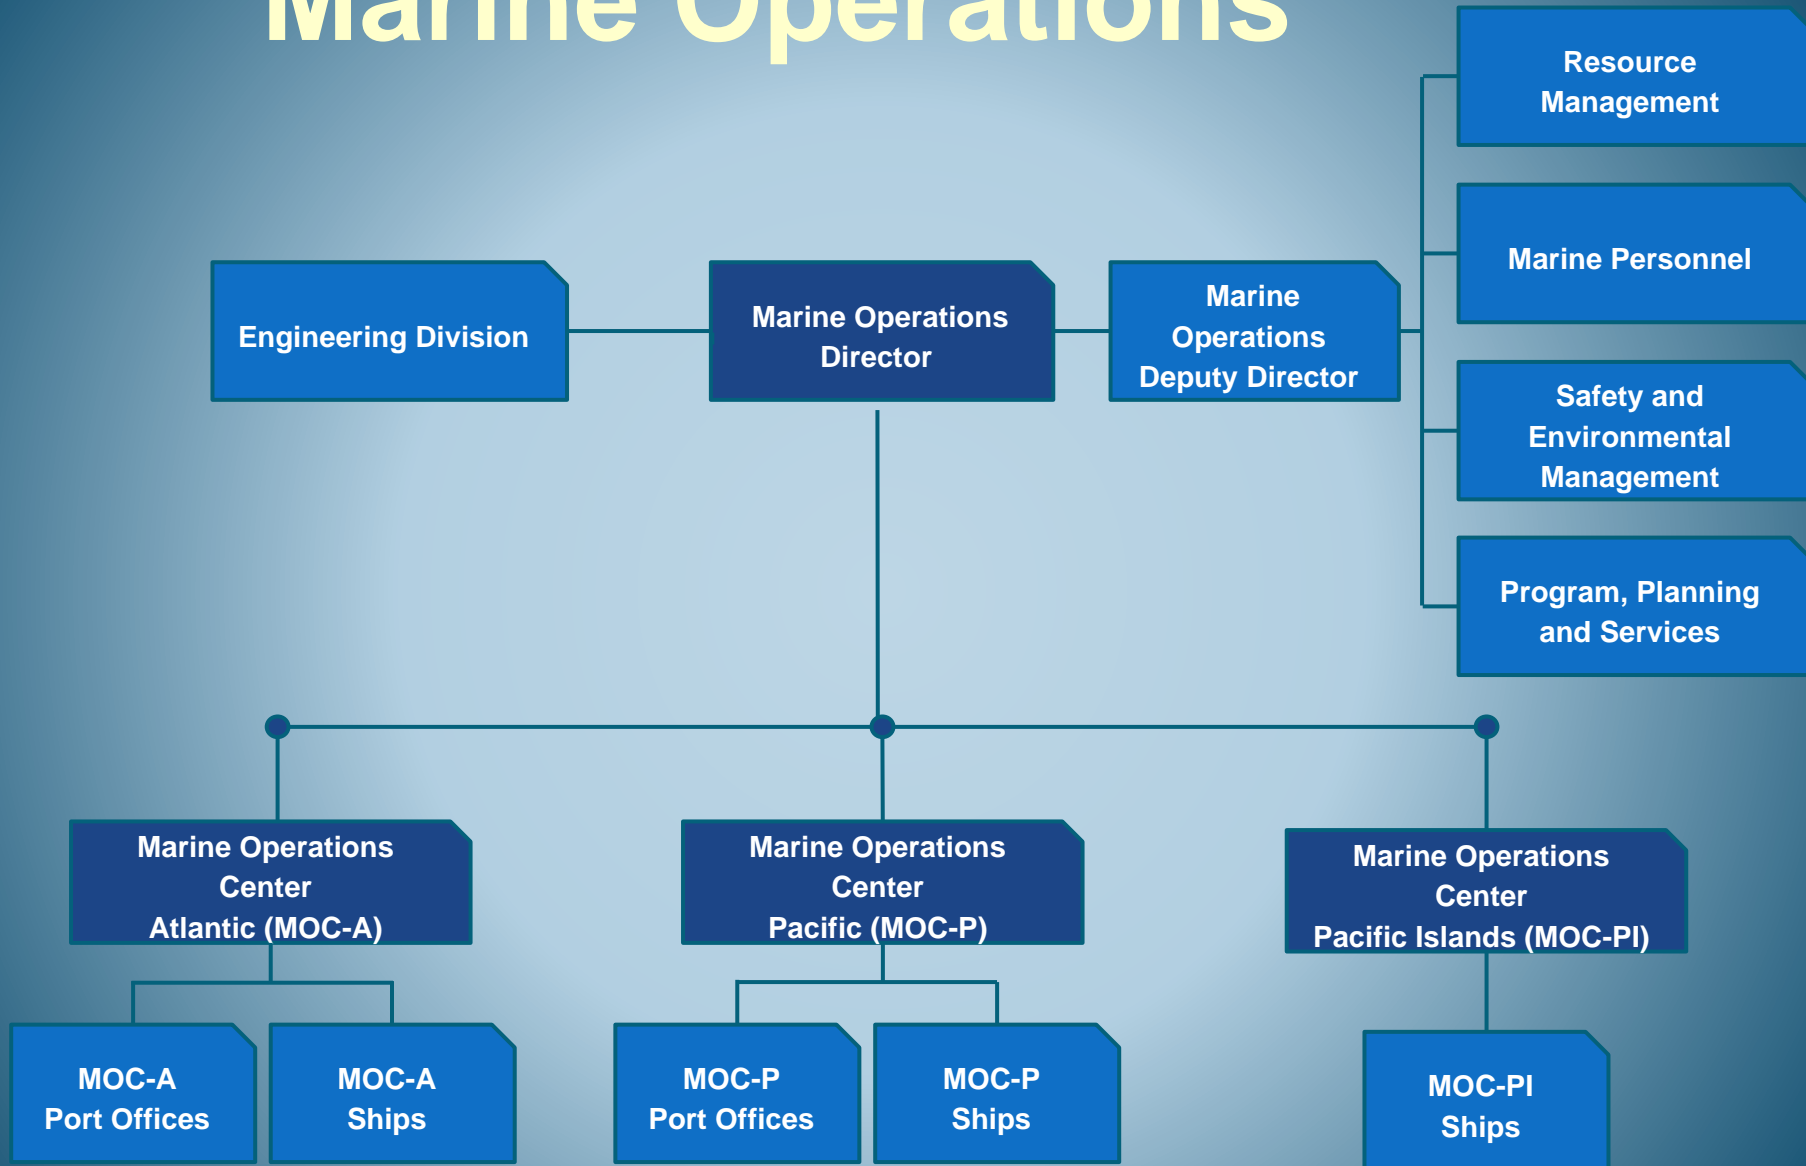 Marine Operations
Resource
Management
Marine Personnel
Engineering Division
Marine Operations
Director
Marine
Operations
Deputy Director
Safety and
Environmental
Management
Program, Planning
and Services
Marine Operations
Center
Atlantic (MOC-A)
Marine Operations
Center
Pacific (MOC-P)
Marine Operations
Center
Pacific Islands (MOC-PI)
MOC-A
Port Offices
MOC-A
Ships
MOC-P
Port Offices
MOC-P
Ships
MOC-PI
Ships